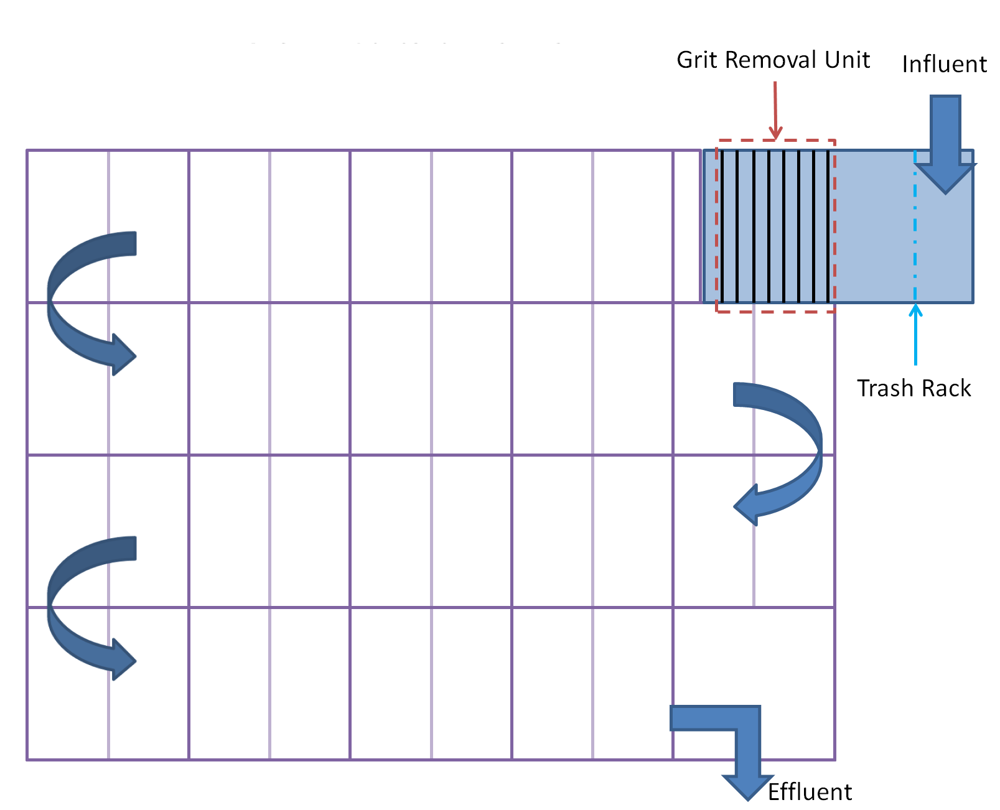 Grit Removal Unit
Influent
Trash Rack
Effluent